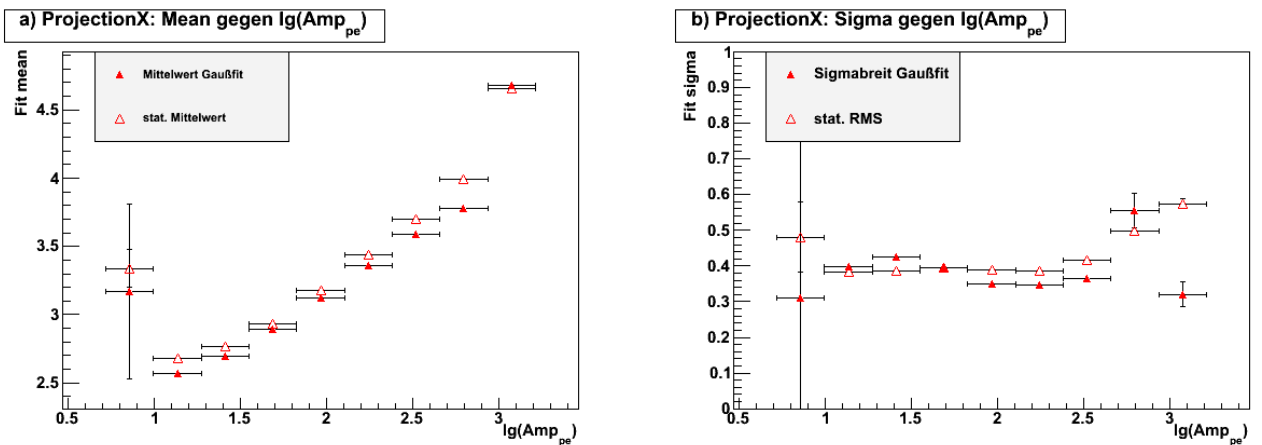 a) ProjectionX: Mean gegen lg(Amp_pe)
Fit mean
Mittelwert Gaußfit
stat. Mittelwert
4.5
4
3.5
3
2.5
0.5 1 1.5 2 2.5 3
lg(Amp_pe)
b) ProjectionX: Sigma gegen lg(Amp_pe)
Fit sigma
Sigmabreit Gaußfit
stat. RMS
1
0.9
0.8
0.7
0.6
0.5
0.4
0.3
0.2
0.1
0
0.5 1 1.5 2 2.5 3
lg(Amp_pe)